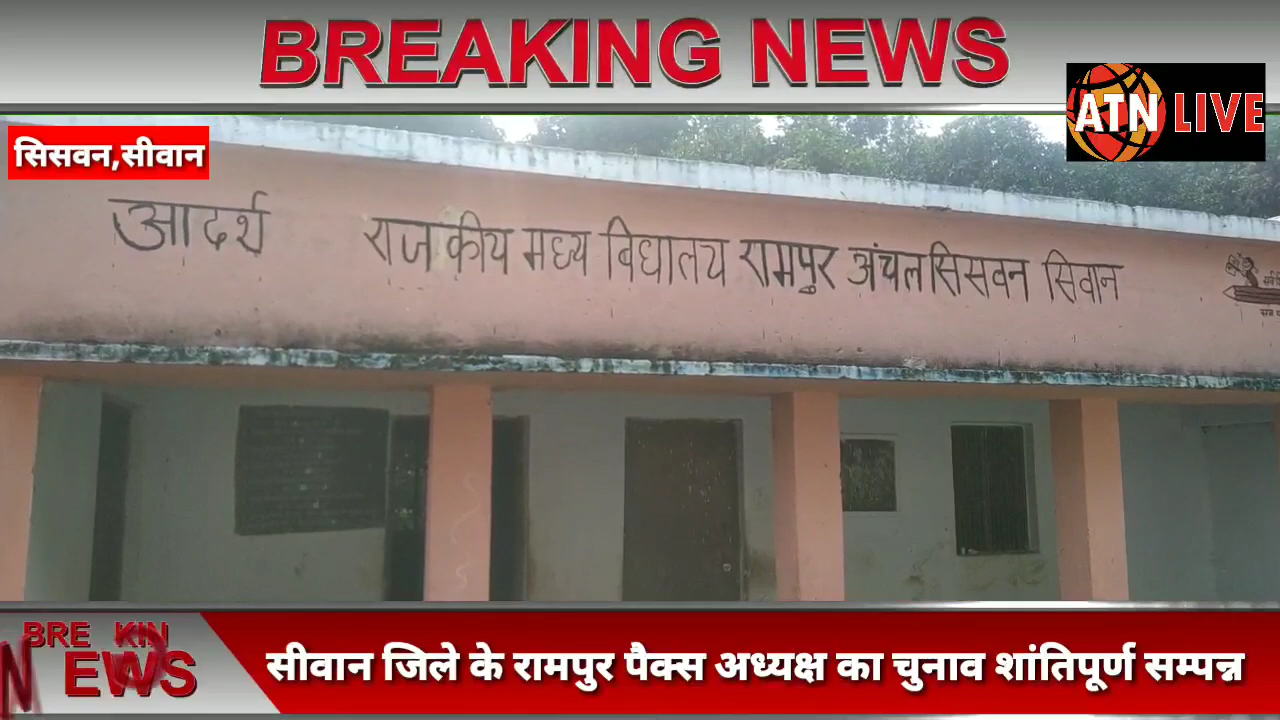 BREAKING NEWS
ATN LIVE
सिसवन,सीवान
आदर्श राजकीय मध्य विद्यालय रामपुर अंचल सिसवन सिवान
BRE KIN
N EWS
सीवान जिले के रामपुर पैक्स अध्यक्ष का चुनाव शांतिपूर्ण सम्पन्न